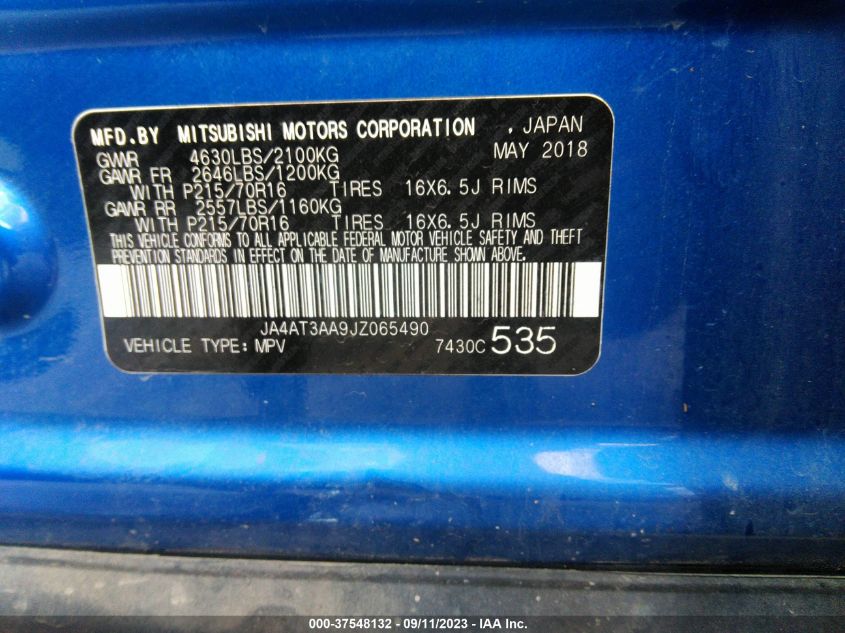 MFD.BY MITSUBISHI MOTORS CORPORATION , JAPAN
GVWR 4630LBS/2100KG MAY 2018
GAWR FR 2646LBS/1200KG
WITH P215/70R16 TIRES 16X6.5J RIMS
GAWR RR 2557LBS/1160KG
WITH P215/70R16 TIRES 16X6.5J RIMS
THIS VEHICLE CONFORMS TO ALL APPLICABLE FEDERAL MOTOR VEHICLE SAFETY AND THEFT
PREVENTION STANDARDS IN EFFECT ON THE DATE OF MANUFACTURE SHOWN ABOVE.
JA4AT3AA9JZ065490
VEHICLE TYPE: MPV 7430C 535
000-37548132 - 09/11/2023 - IAA Inc.